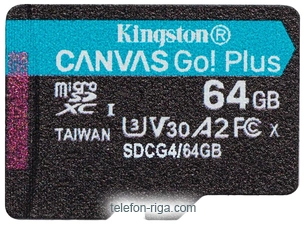 Kingston®
CANVAS Go! Plus
micro SD XC I
64GB
TAIWAN U3 V30 A2 FC X
SDCG4/64GB
telefon-riga.com